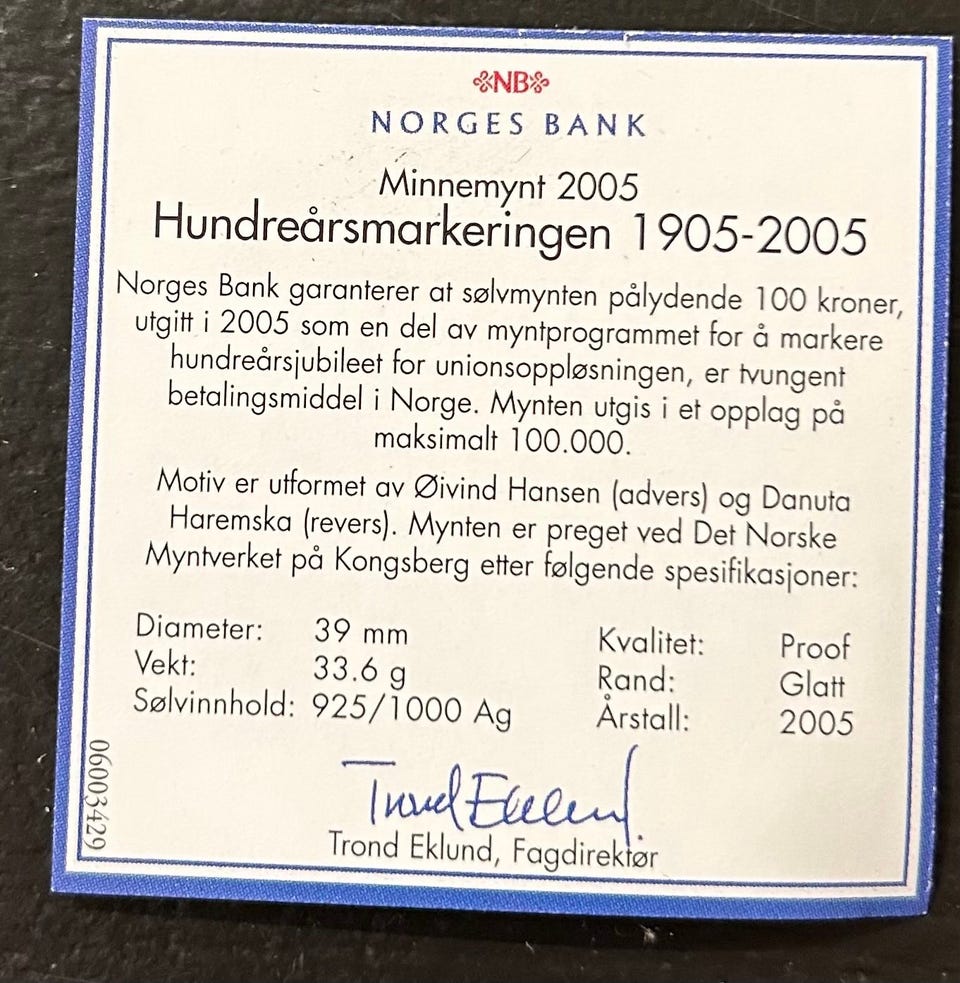 NB
NORGES BANK
Minnemynt 2005
Hundreårsmarkeringen 1905-2005
Norges Bank garanterer at sølvmynten pålydende 100 kroner,
utgitt i 2005 som en del av myntprogrammet for å markere
hundreårsjubileet for unionsoppløsningen, er tvungent
betalingsmiddel i Norge. Mynten utgis i et opplag på
maksimalt 100.000.
Motiv er utformet av Øivind Hansen (advers) og Danuta
Haremska (revers). Mynten er preget ved Det Norske
Myntverket på Kongsberg etter følgende spesifikasjoner:
Diameter: 39 mm Kvalitet: Proof
Vekt: 33.6 g Rand: Glatt
Sølvinnhold: 925/1000 Ag Årstall: 2005
Trond Eklund
Trond Eklund, Fagdirektør
06003429